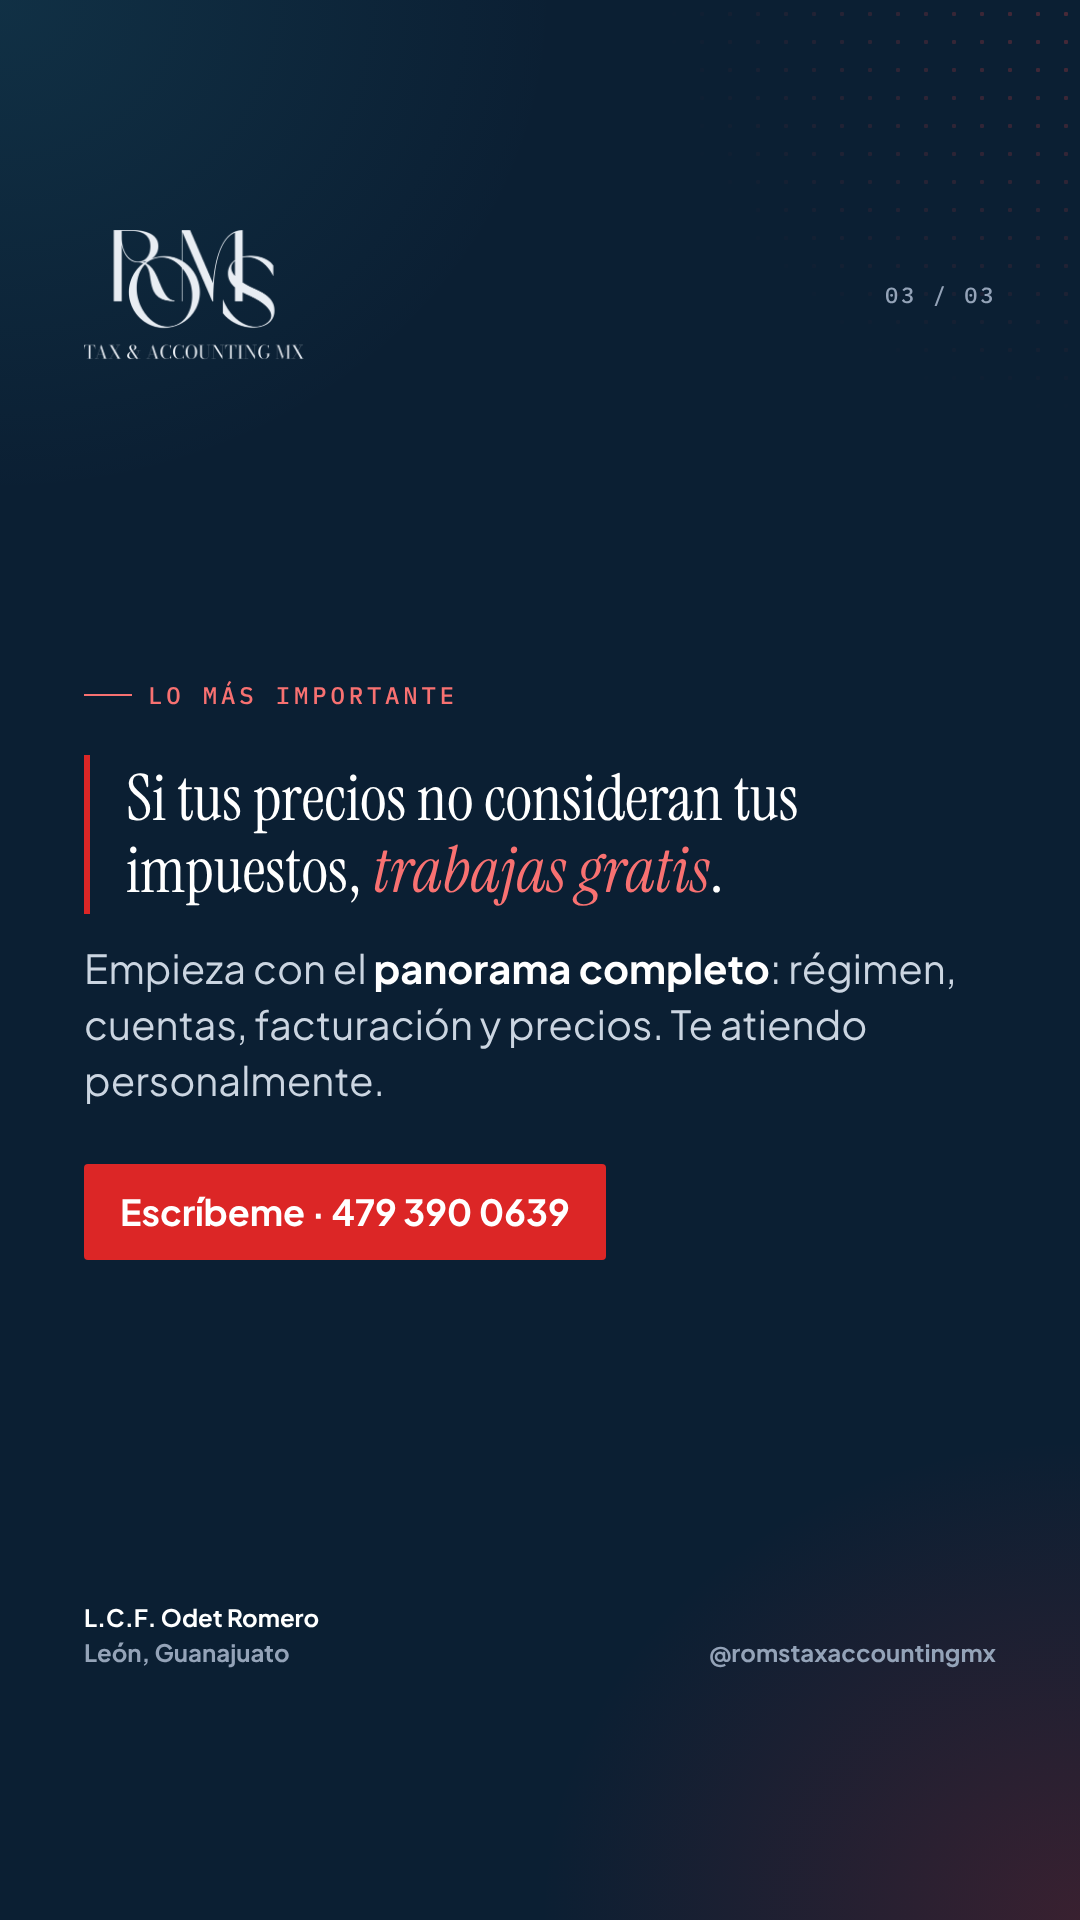 ROMS
TAX & ACCOUNTING MX
03 / 03
LO MÁS IMPORTANTE
Si tus precios no consideran tus
impuestos, trabajas gratis.
Empieza con el panorama completo: régimen,
cuentas, facturación y precios. Te atiendo
personalmente.
Escríbeme · 479 390 0639
L.C.F. Odet Romero
León, Guanajuato
@romstaxaccountingmx